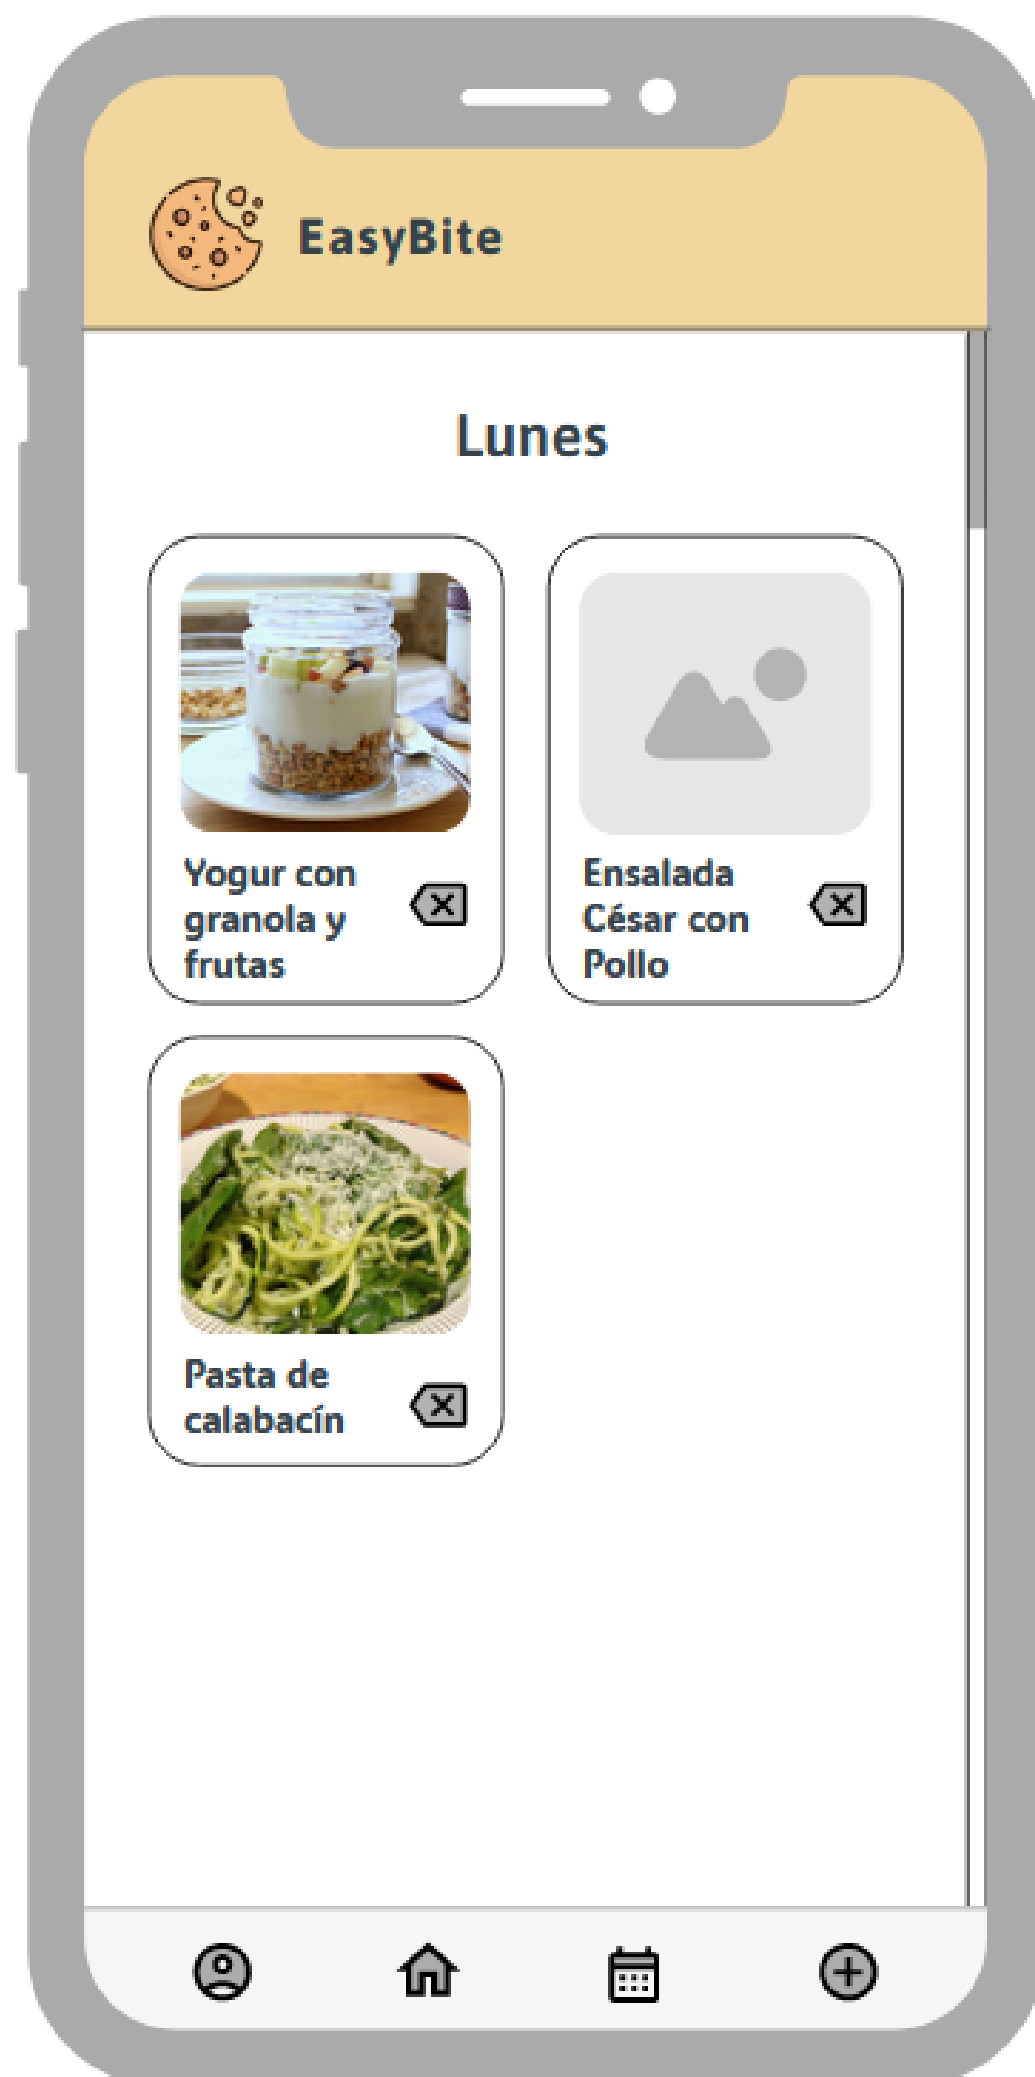 EasyBite
Lunes
Yogur con
granola y
frutas
Ensalada
César con
Pollo
Pasta de
calabacín